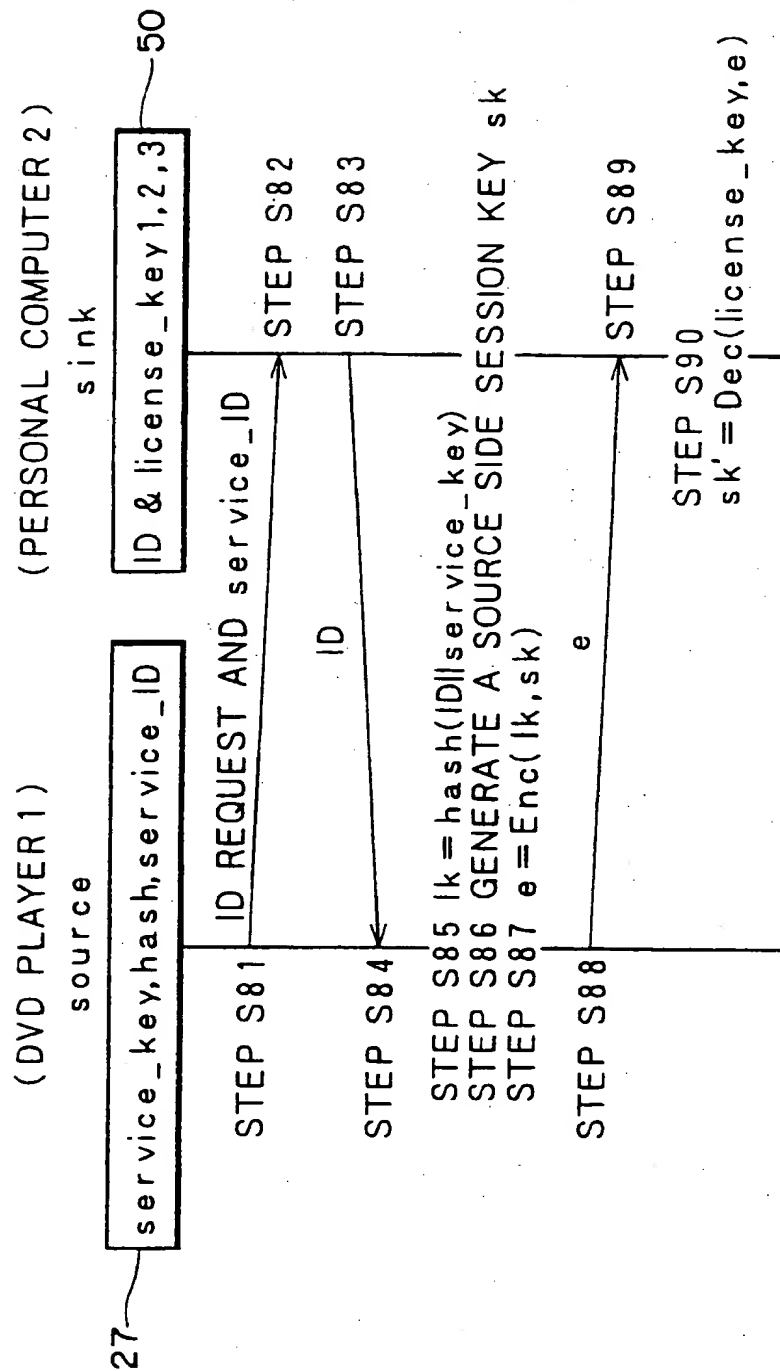 (DVD PLAYER 1)
source
(PERSONAL COMPUTER 2)
sink
27
service_key,hash,service_ID
ID & license_key1,2,3
50
ID REQUEST AND service_ID
STEP S81
STEP S82
ID
STEP S83
STEP S84
STEP S85 lk=hash(ID||service_key)
STEP S86 GENERATE A SOURCE SIDE SESSION KEY sk
STEP S87 e=Enc(lk,sk)
STEP S88
e
STEP S89
STEP S90
sk'=Dec(license_key,e)